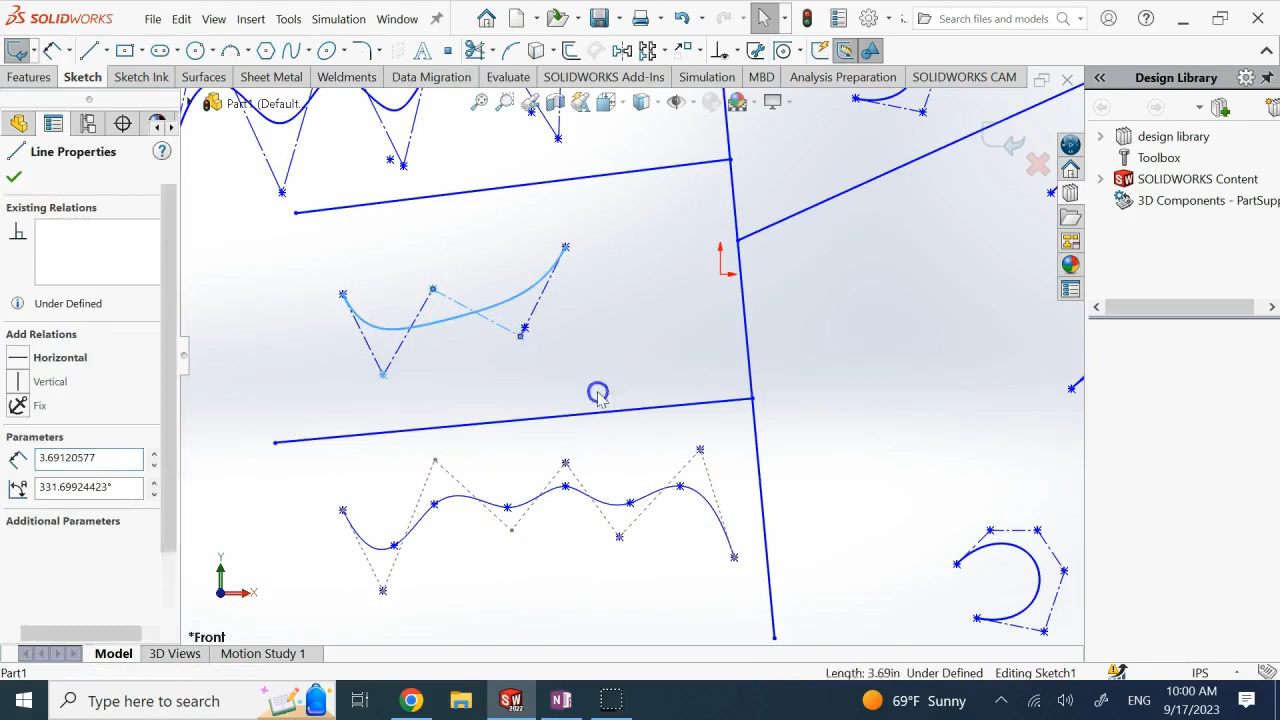 SOLIDWORKS File Edit View Insert Tools Simulation Window Search files and models
Features Sketch Sketch Ink Surfaces Sheet Metal Weldments Data Migration Evaluate SOLIDWORKS Add-Ins Simulation MBD Analysis Preparation SOLIDWORKS CAM
Design Library
Part1 (Default...
Line Properties
Existing Relations
Under Defined
Add Relations
Horizontal
Vertical
Fix
Parameters
3.69120577
331.69924423°
Additional Parameters
design library
Toolbox
SOLIDWORKS Content
3D Components - PartSupp
Y
X
*Front
Model 3D Views Motion Study 1
Part1 Length: 3.69in Under Defined Editing Sketch1 IPS
Type here to search
SW
2022
N
69°F Sunny
ENG
10:00 AM
9/17/2023